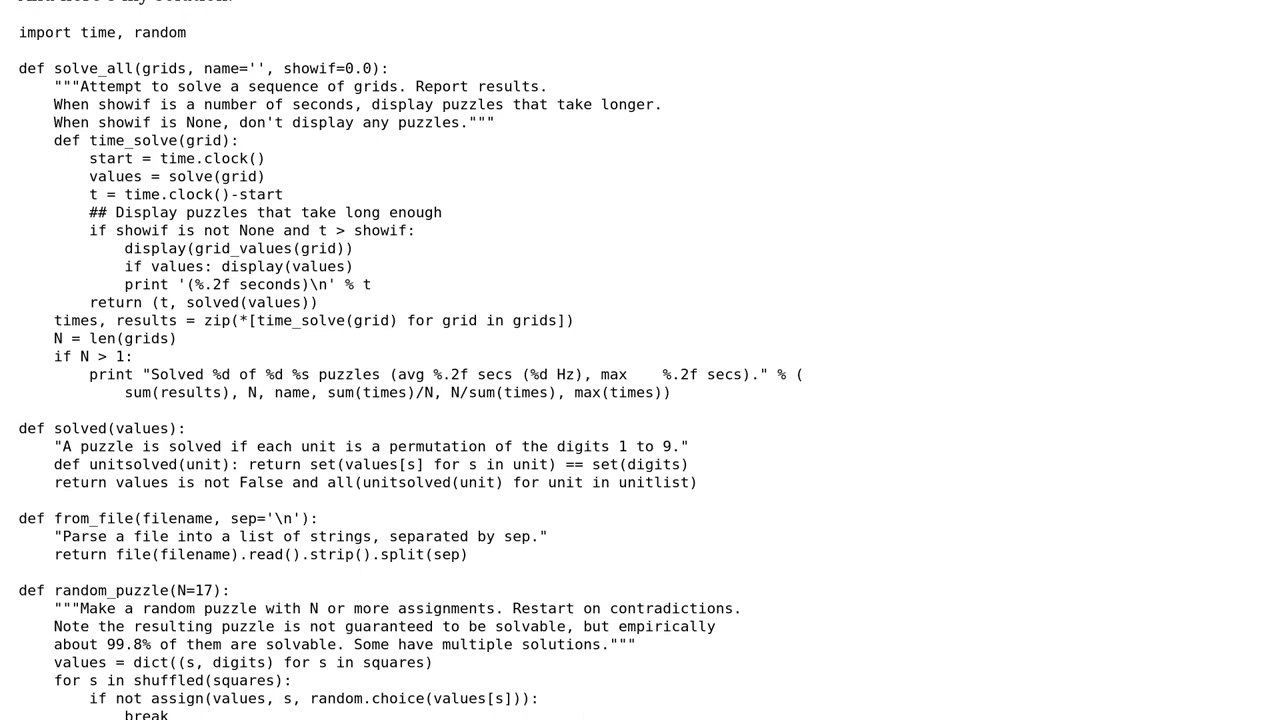 And here's my solution:
import time, random

def solve_all(grids, name='', showif=0.0):
    """Attempt to solve a sequence of grids. Report results.
    When showif is a number of seconds, display puzzles that take longer.
    When showif is None, don't display any puzzles."""
    def time_solve(grid):
        start = time.clock()
        values = solve(grid)
        t = time.clock()-start
        ## Display puzzles that take long enough
        if showif is not None and t > showif:
            display(grid_values(grid))
            if values: display(values)
            print '(%.2f seconds)\n' % t
        return (t, solved(values))
    times, results = zip(*[time_solve(grid) for grid in grids])
    N = len(grids)
    if N > 1:
        print "Solved %d of %d %s puzzles (avg %.2f secs (%d Hz), max    %.2f secs)." % (
            sum(results), N, name, sum(times)/N, N/sum(times), max(times))

def solved(values):
    "A puzzle is solved if each unit is a permutation of the digits 1 to 9."
    def unitsolved(unit): return set(values[s] for s in unit) == set(digits)
    return values is not False and all(unitsolved(unit) for unit in unitlist)

def from_file(filename, sep='\n'):
    "Parse a file into a list of strings, separated by sep."
    return file(filename).read().strip().split(sep)

def random_puzzle(N=17):
    """Make a random puzzle with N or more assignments. Restart on contradictions.
    Note the resulting puzzle is not guaranteed to be solvable, but empirically
    about 99.8% of them are solvable. Some have multiple solutions."""
    values = dict((s, digits) for s in squares)
    for s in shuffled(squares):
        if not assign(values, s, random.choice(values[s])):
            break